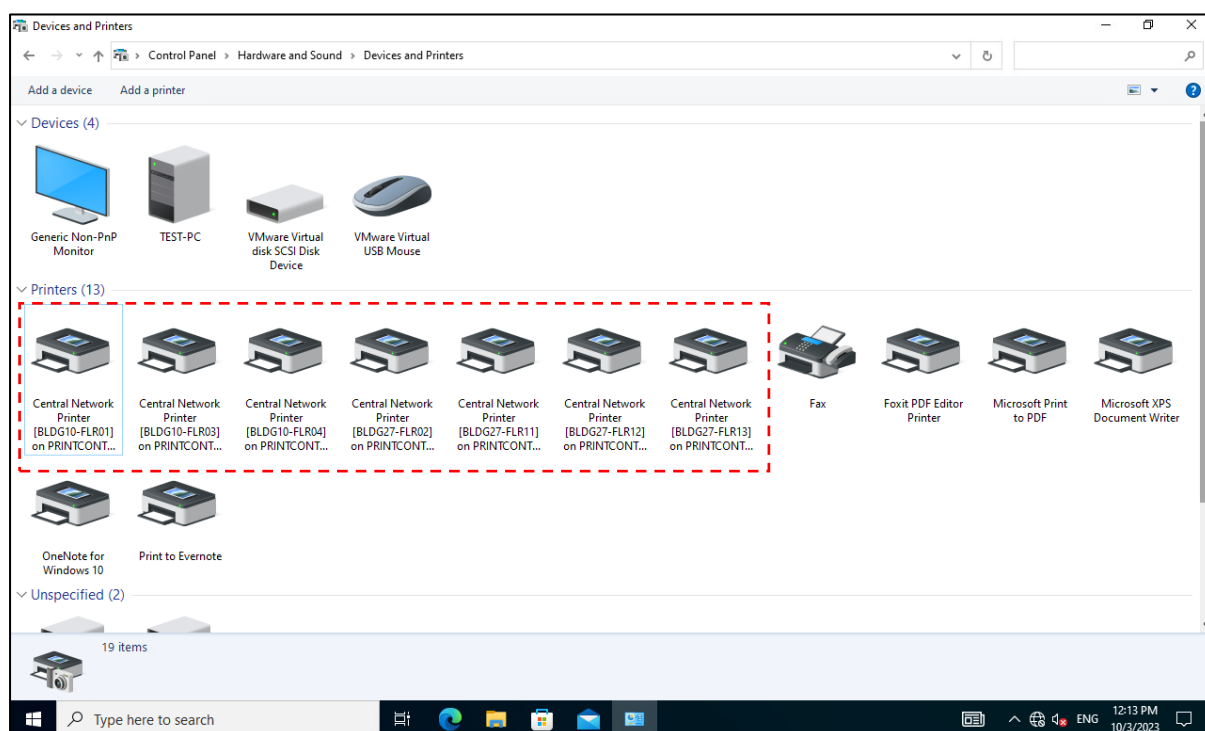 Devices and Printers
Control Panel > Hardware and Sound > Devices and Printers
Add a device Add a printer
Devices (4)
Generic Non-PnP
Monitor
TEST-PC
VMware Virtual
disk SCSI Disk
Device
VMware Virtual
USB Mouse
Printers (13)
Central Network
Printer
[BLDG10-FLR01]
on PRINTCONT...
Central Network
Printer
[BLDG10-FLR03]
on PRINTCONT...
Central Network
Printer
[BLDG10-FLR04]
on PRINTCONT...
Central Network
Printer
[BLDG27-FLR02]
on PRINTCONT...
Central Network
Printer
[BLDG27-FLR11]
on PRINTCONT...
Central Network
Printer
[BLDG27-FLR12]
on PRINTCONT...
Central Network
Printer
[BLDG27-FLR13]
on PRINTCONT...
Fax
Foxit PDF Editor
Printer
Microsoft Print
to PDF
Microsoft XPS
Document Writer
OneNote for
Windows 10
Print to Evernote
Unspecified (2)
19 items
Type here to search
ENG
12:13 PM
10/3/2023